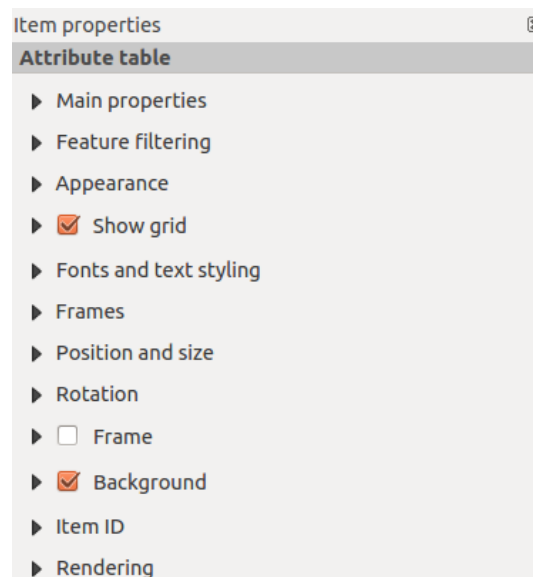 Item properties
Attribute table
Main properties
Feature filtering
Appearance
Show grid
Fonts and text styling
Frames
Position and size
Rotation
Frame
Background
Item ID
Rendering